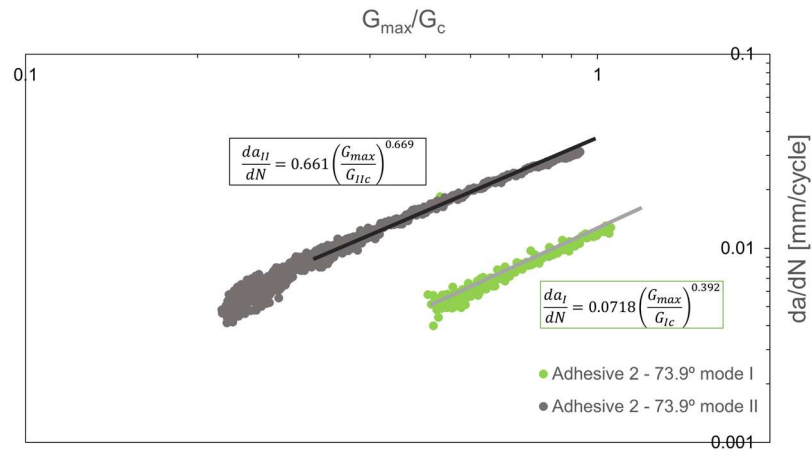 G_max/G_c
0.1
1
0.1
da_II/dN = 0.661 (G_max/G_IIc)^0.669
0.01
da/dN [mm/cycle]
da_I/dN = 0.0718 (G_max/G_Ic)^0.392
Adhesive 2 - 73.9º mode I
Adhesive 2 - 73.9º mode II
0.001